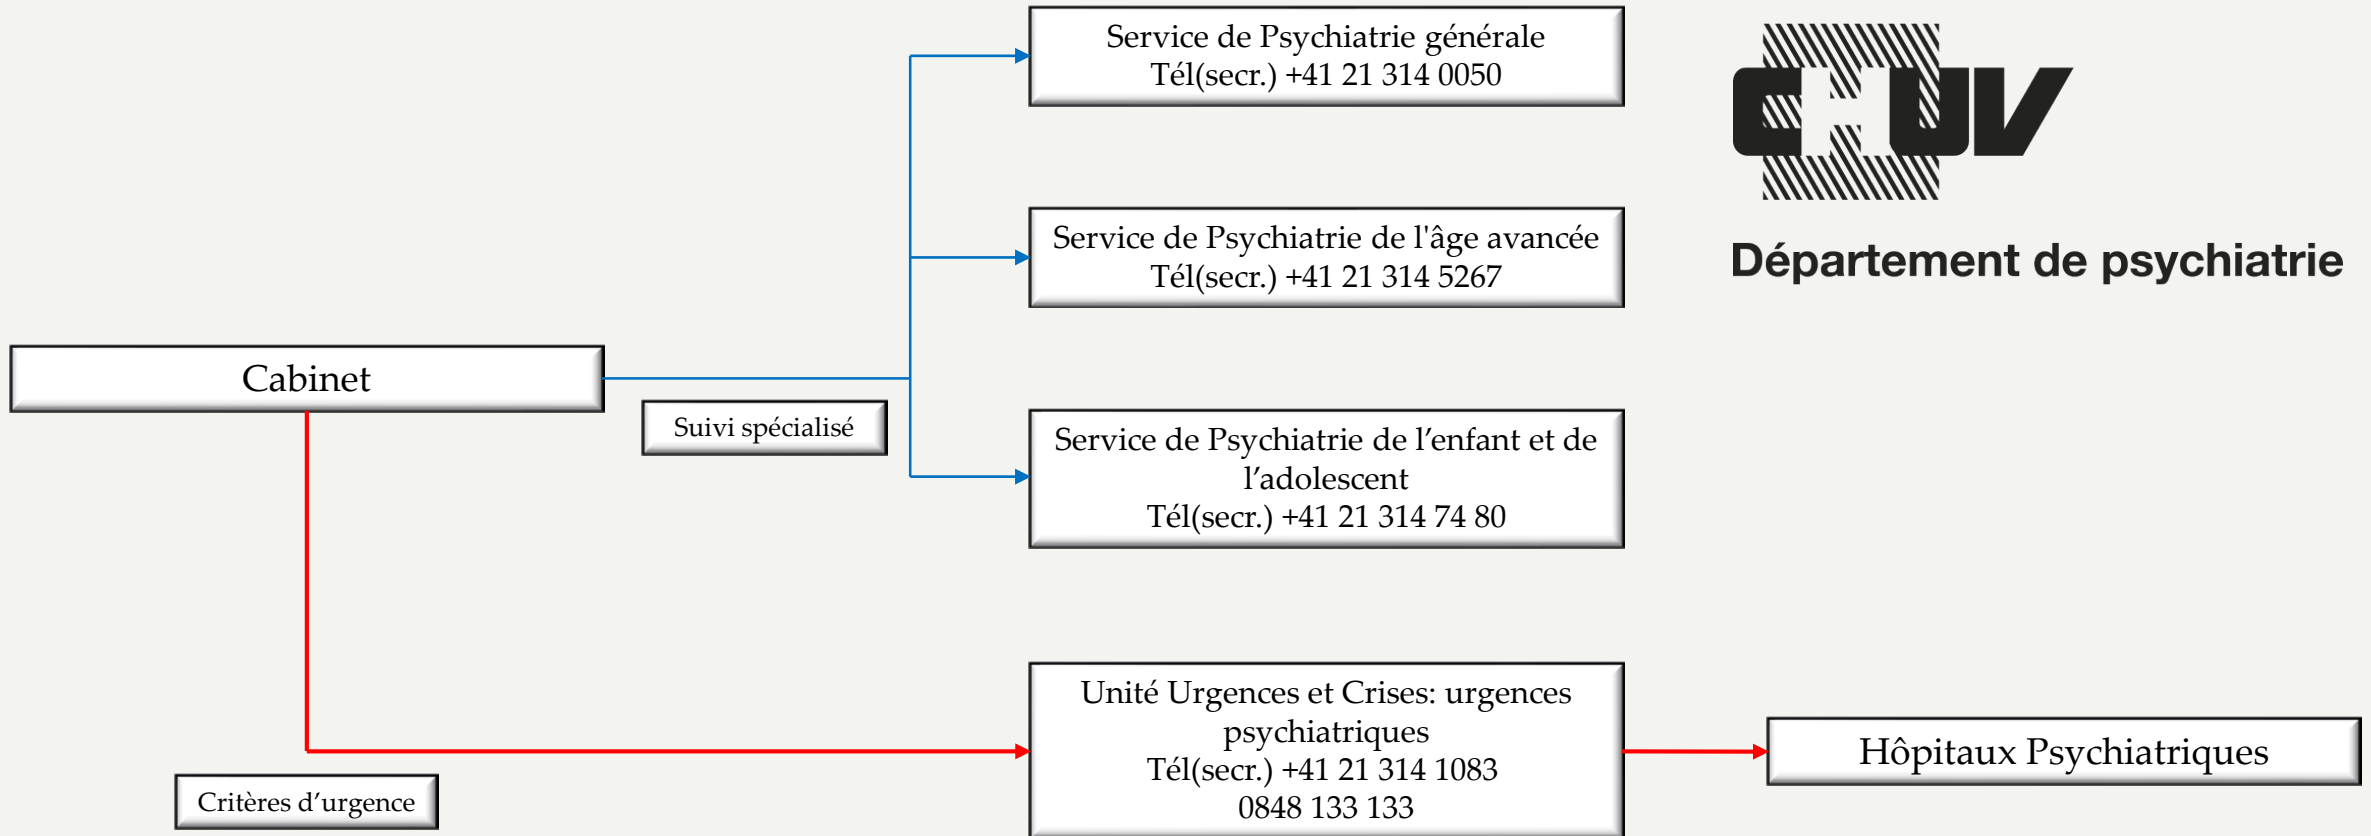 Service de Psychiatrie générale
Tél(secr.) +41 21 314 0050
CHUV
Département de psychiatrie
Service de Psychiatrie de l'âge avancée
Tél(secr.) +41 21 314 5267
Cabinet
Suivi spécialisé
Service de Psychiatrie de l’enfant et de
l’adolescent
Tél(secr.) +41 21 314 74 80
Unité Urgences et Crises: urgences
psychiatriques
Tél(secr.) +41 21 314 1083
0848 133 133
Hôpitaux Psychiatriques
Critères d’urgence